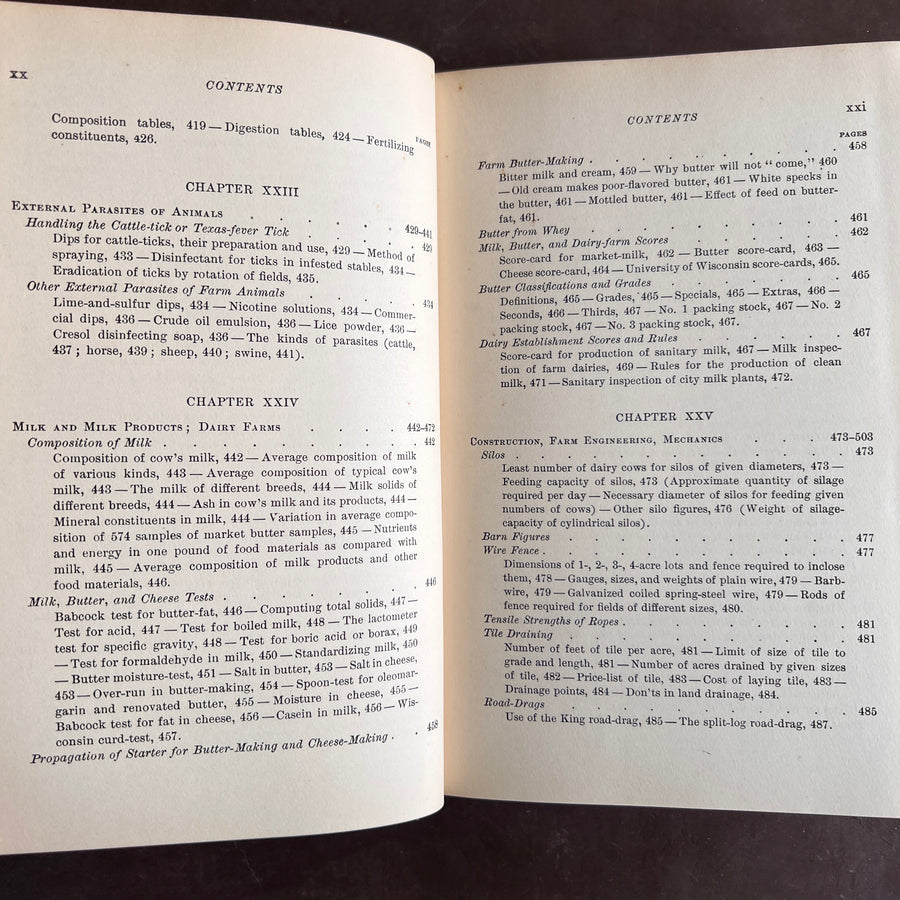 xx
CONTENTS
PAGES
Composition tables, 419 — Digestion tables, 424 — Fertilizing
constituents, 426.
CHAPTER XXIII
EXTERNAL PARASITES OF ANIMALS . . . . . . 429-441
Handling the Cattle-tick or Texas-fever Tick . . . . 429
Dips for cattle-ticks, their preparation and use, 429 — Method of
spraying, 433 — Disinfectant for ticks in infested stables, 434 —
Eradication of ticks by rotation of fields, 435.
Other External Parasites of Farm Animals . . . . . 434
Lime-and-sulfur dips, 434 — Nicotine solutions, 434 — Commer-
cial dips, 436 — Crude oil emulsion, 436 — Lice powder, 436 —
Cresol disinfecting soap, 436 — The kinds of parasites (cattle,
437 ; horse, 439 ; sheep, 440 ; swine, 441).
CHAPTER XXIV
MILK AND MILK PRODUCTS ; DAIRY FARMS . . . . 442-472
Composition of Milk . . . . . . . . . 442
Composition of cow's milk, 442 — Average composition of milk
of various kinds, 443 — Average composition of typical cow's
milk, 443 — The milk of different breeds, 444 — Milk solids of
different breeds, 444 — Ash in cow's milk and its products, 444 —
Mineral constituents in milk, 444 — Variation in average compo-
sition of 574 samples of market butter samples, 445 — Nutrients
and energy in one pound of food materials as compared with
milk, 445 — Average composition of milk products and other
food materials, 446.
Milk, Butter, and Cheese Tests . . . . . . . 446
Babcock test for butter-fat, 446 — Computing total solids, 447 —
Test for acid, 447 — Test for boiled milk, 448 — The lactometer
test for specific gravity, 448 — Test for boric acid or borax, 449
— Test for formaldehyde in milk, 450 — Standardizing milk, 450
— Butter moisture-test, 451 — Salt in butter, 453 — Salt in cheese,
453 — Over-run in butter-making, 454 — Spoon-test for oleomar-
garin and renovated butter, 455 — Moisture in cheese, 455 —
Babcock test for fat in cheese, 456 — Casein in milk, 456 — Wis-
consin curd-test, 457.
Propagation of Starter for Butter-Making and Cheese-Making . . 458
CONTENTS
xxi
PAGES
Farm Butter-Making . . . . . . . . . 458
Bitter milk and cream, 459 — Why butter will not " come," 460
— Old cream makes poor-flavored butter, 461 — White specks in
the butter, 461 — Mottled butter, 461 — Effect of feed on butter-
fat, 461.
Butter from Whey . . . . . . . . . 461
Milk, Butter, and Dairy-farm Scores . . . . . . 462
Score-card for market-milk, 462 — Butter score-card, 463 —
Cheese score-card, 464 — University of Wisconsin score-cards, 465.
Butter Classifications and Grades . . . . . . . 465
Definitions, 465 — Grades, 465 — Specials, 465 — Extras, 466 —
Seconds, 466 — Thirds, 467 — No. 1 packing stock, 467 — No. 2
packing stock, 467 — No. 3 packing stock, 467.
Dairy Establishment Scores and Rules . . . . . . 467
Score-card for production of sanitary milk, 467 — Milk inspec-
tion of farm dairies, 469 — Rules for the production of clean
milk, 471 — Sanitary inspection of city milk plants, 472.
CHAPTER XXV
CONSTRUCTION, FARM ENGINEERING, MECHANICS . . . 473-503
Silos . . . . . . . . . . . . 473
Least number of dairy cows for silos of given diameters, 473 —
Feeding capacity of silos, 473 (Approximate quantity of silage
required per day — Necessary diameter of silos for feeding given
numbers of cows) — Other silo figures, 476 (Weight of silage-
capacity of cylindrical silos).
Barn Figures . . . . . . . . . . 477
Wire Fence . . . . . . . . . . . 477
Dimensions of 1-, 2-, 3-, 4-acre lots and fence required to inclose
them, 478 — Gauges, sizes, and weights of plain wire, 479 — Barb-
wire, 479 — Galvanized coiled spring-steel wire, 479 — Rods of
fence required for fields of different sizes, 480.
Tensile Strengths of Ropes . . . . . . . . 481
Tile Draining . . . . . . . . . . 481
Number of feet of tile per acre, 481 — Limit of size of tile to
grade and length, 481 — Number of acres drained by given sizes
of tile, 482 — Price-list of tile, 483 — Cost of laying tile, 483 —
Drainage points, 484 — Don'ts in land drainage, 484.
Road-Drags . . . . . . . . . . 485
Use of the King road-drag, 485 — The split-log road-drag, 487.